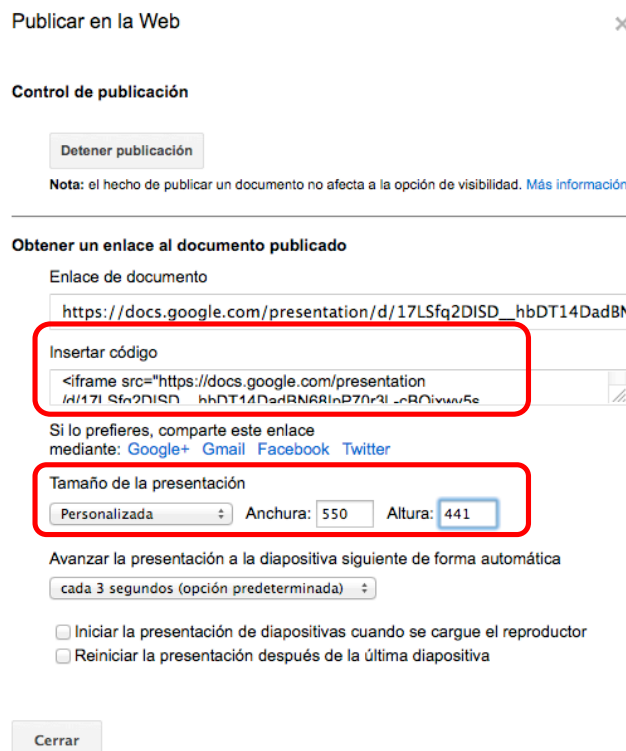 Publicar en la Web
Control de publicación
Detener publicación
Nota: el hecho de publicar un documento no afecta a la opción de visibilidad. Más información
Obtener un enlace al documento publicado
Enlace de documento
https://docs.google.com/presentation/d/17LSfq2DISD__hbDT14DadBN
Insertar código
<iframe src="https://docs.google.com/presentation
Si lo prefieres, comparte este enlace
mediante: Google+ Gmail Facebook Twitter
Tamaño de la presentación
Personalizada Anchura: 550 Altura: 441
Avanzar la presentación a la diapositiva siguiente de forma automática
cada 3 segundos (opción predeterminada)
Iniciar la presentación de diapositivas cuando se cargue el reproductor
Reiniciar la presentación después de la última diapositiva
Cerrar